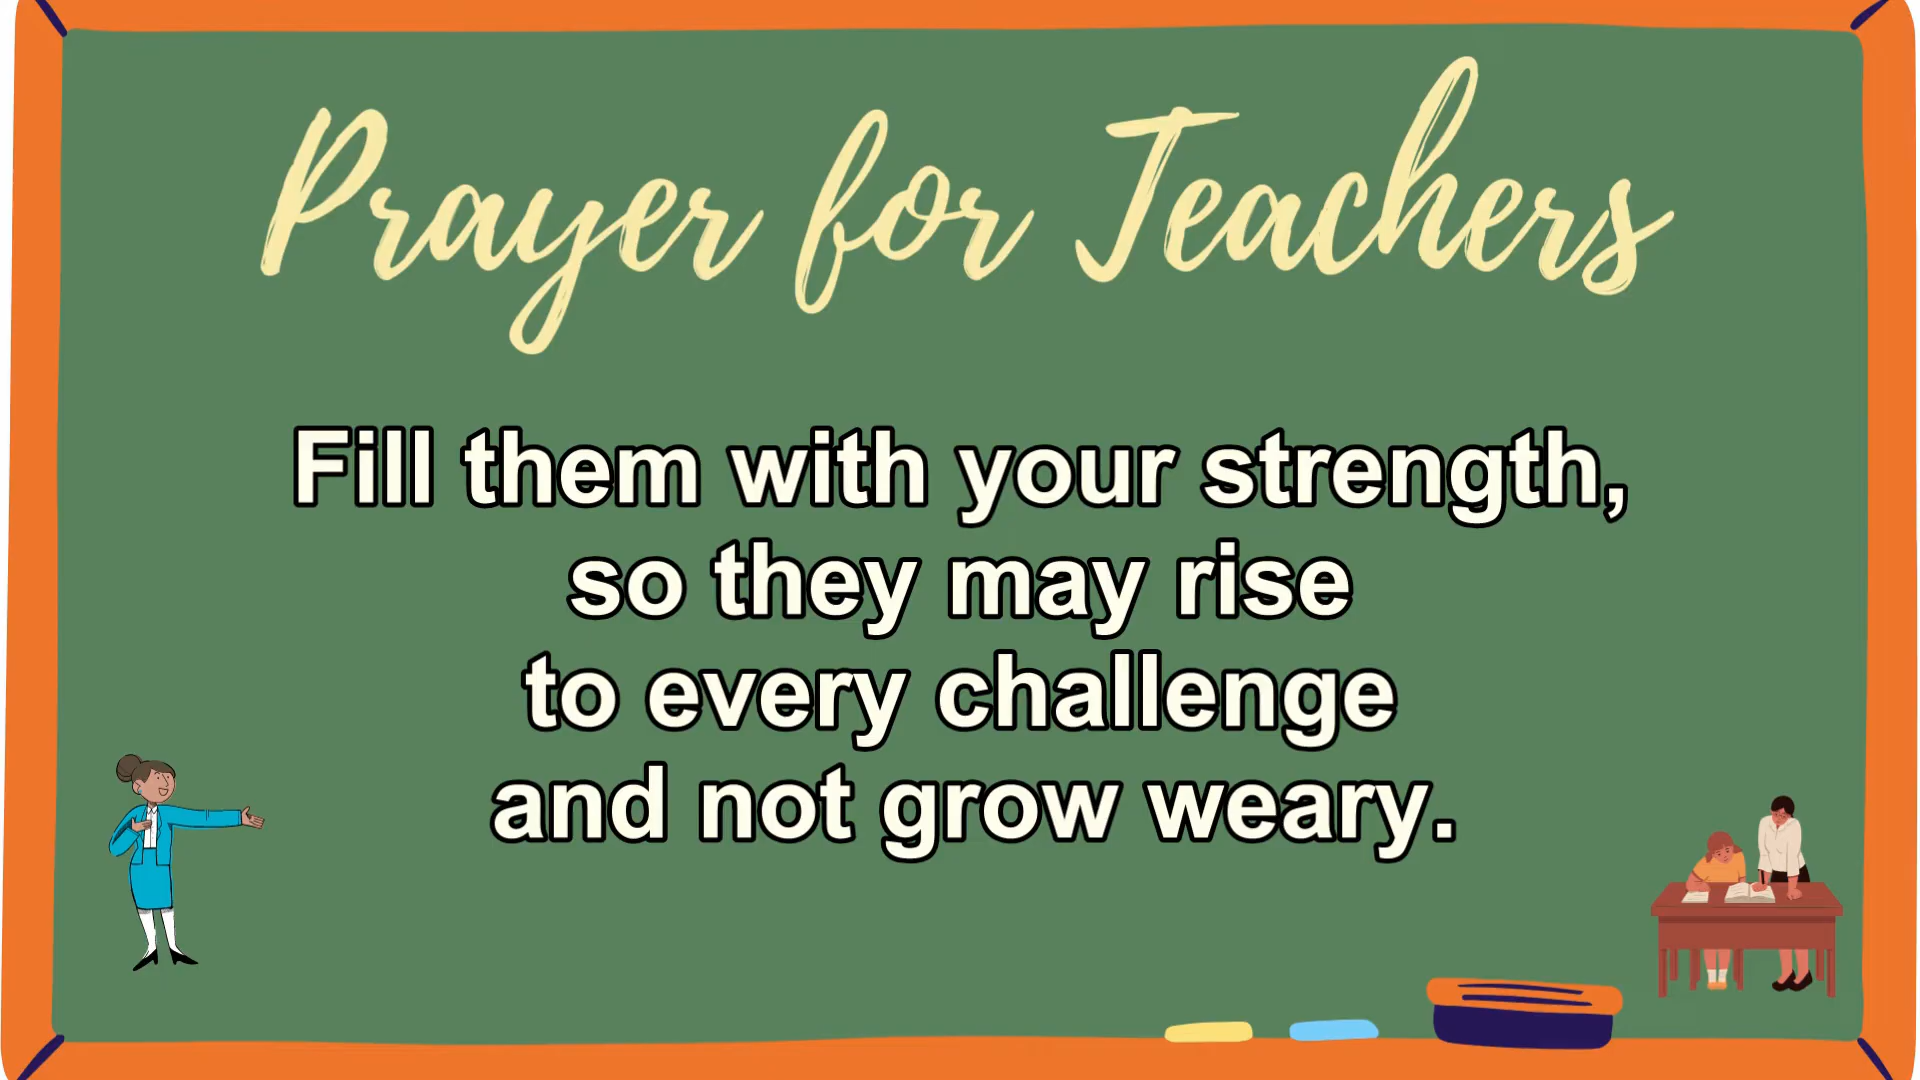 Prayer for Teachers
Fill them with your strength,
so they may rise
to every challenge
and not grow weary.